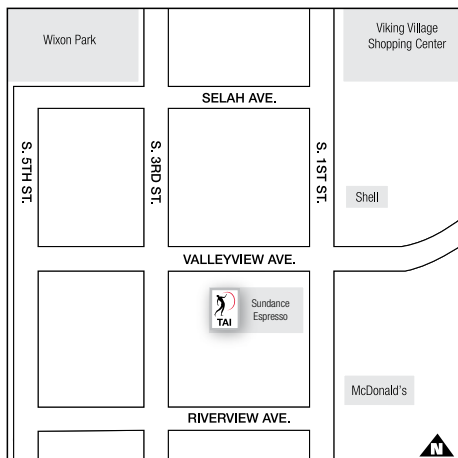 Wixon Park
Viking Village
Shopping Center
SELAH AVE.
S. 5TH ST.
S. 3RD ST.
S. 1ST ST.
Shell
VALLEYVIEW AVE.
TAI
Sundance
Espresso
McDonald's
RIVERVIEW AVE.
N